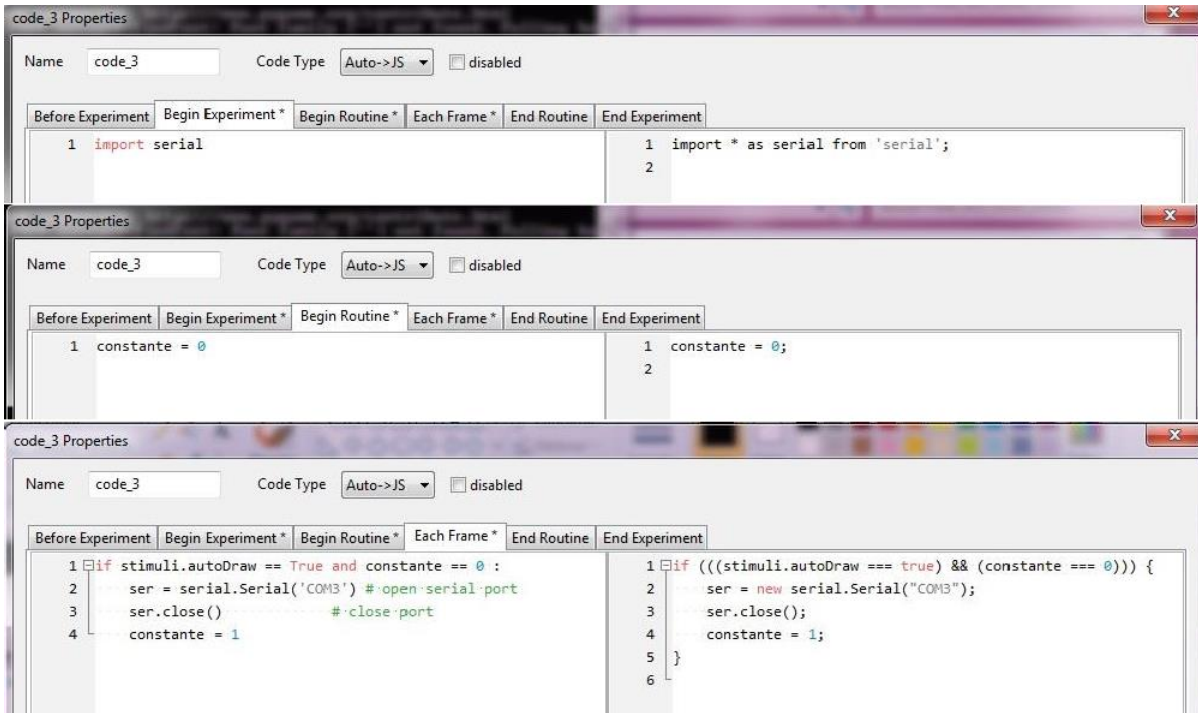 code_3 Properties
X
Name code_3 Code Type Auto->JS disabled
Before Experiment Begin Experiment * Begin Routine * Each Frame * End Routine End Experiment
1 import serial 1 import * as serial from 'serial';
2
code_3 Properties
X
Name code_3 Code Type Auto->JS disabled
Before Experiment Begin Experiment * Begin Routine * Each Frame * End Routine End Experiment
1 constante = 0 1 constante = 0;
2
code_3 Properties
X
Name code_3 Code Type Auto->JS disabled
Before Experiment Begin Experiment * Begin Routine * Each Frame * End Routine End Experiment
1 if stimuli.autoDraw == True and constante == 0 : 1 if (((stimuli.autoDraw === true) && (constante === 0))) {
2 ser = serial.Serial('COM3') # open serial port 2 ser = new serial.Serial("COM3");
3 ser.close() # close port 3 ser.close();
4 constante = 1 4 constante = 1;
5 }
6